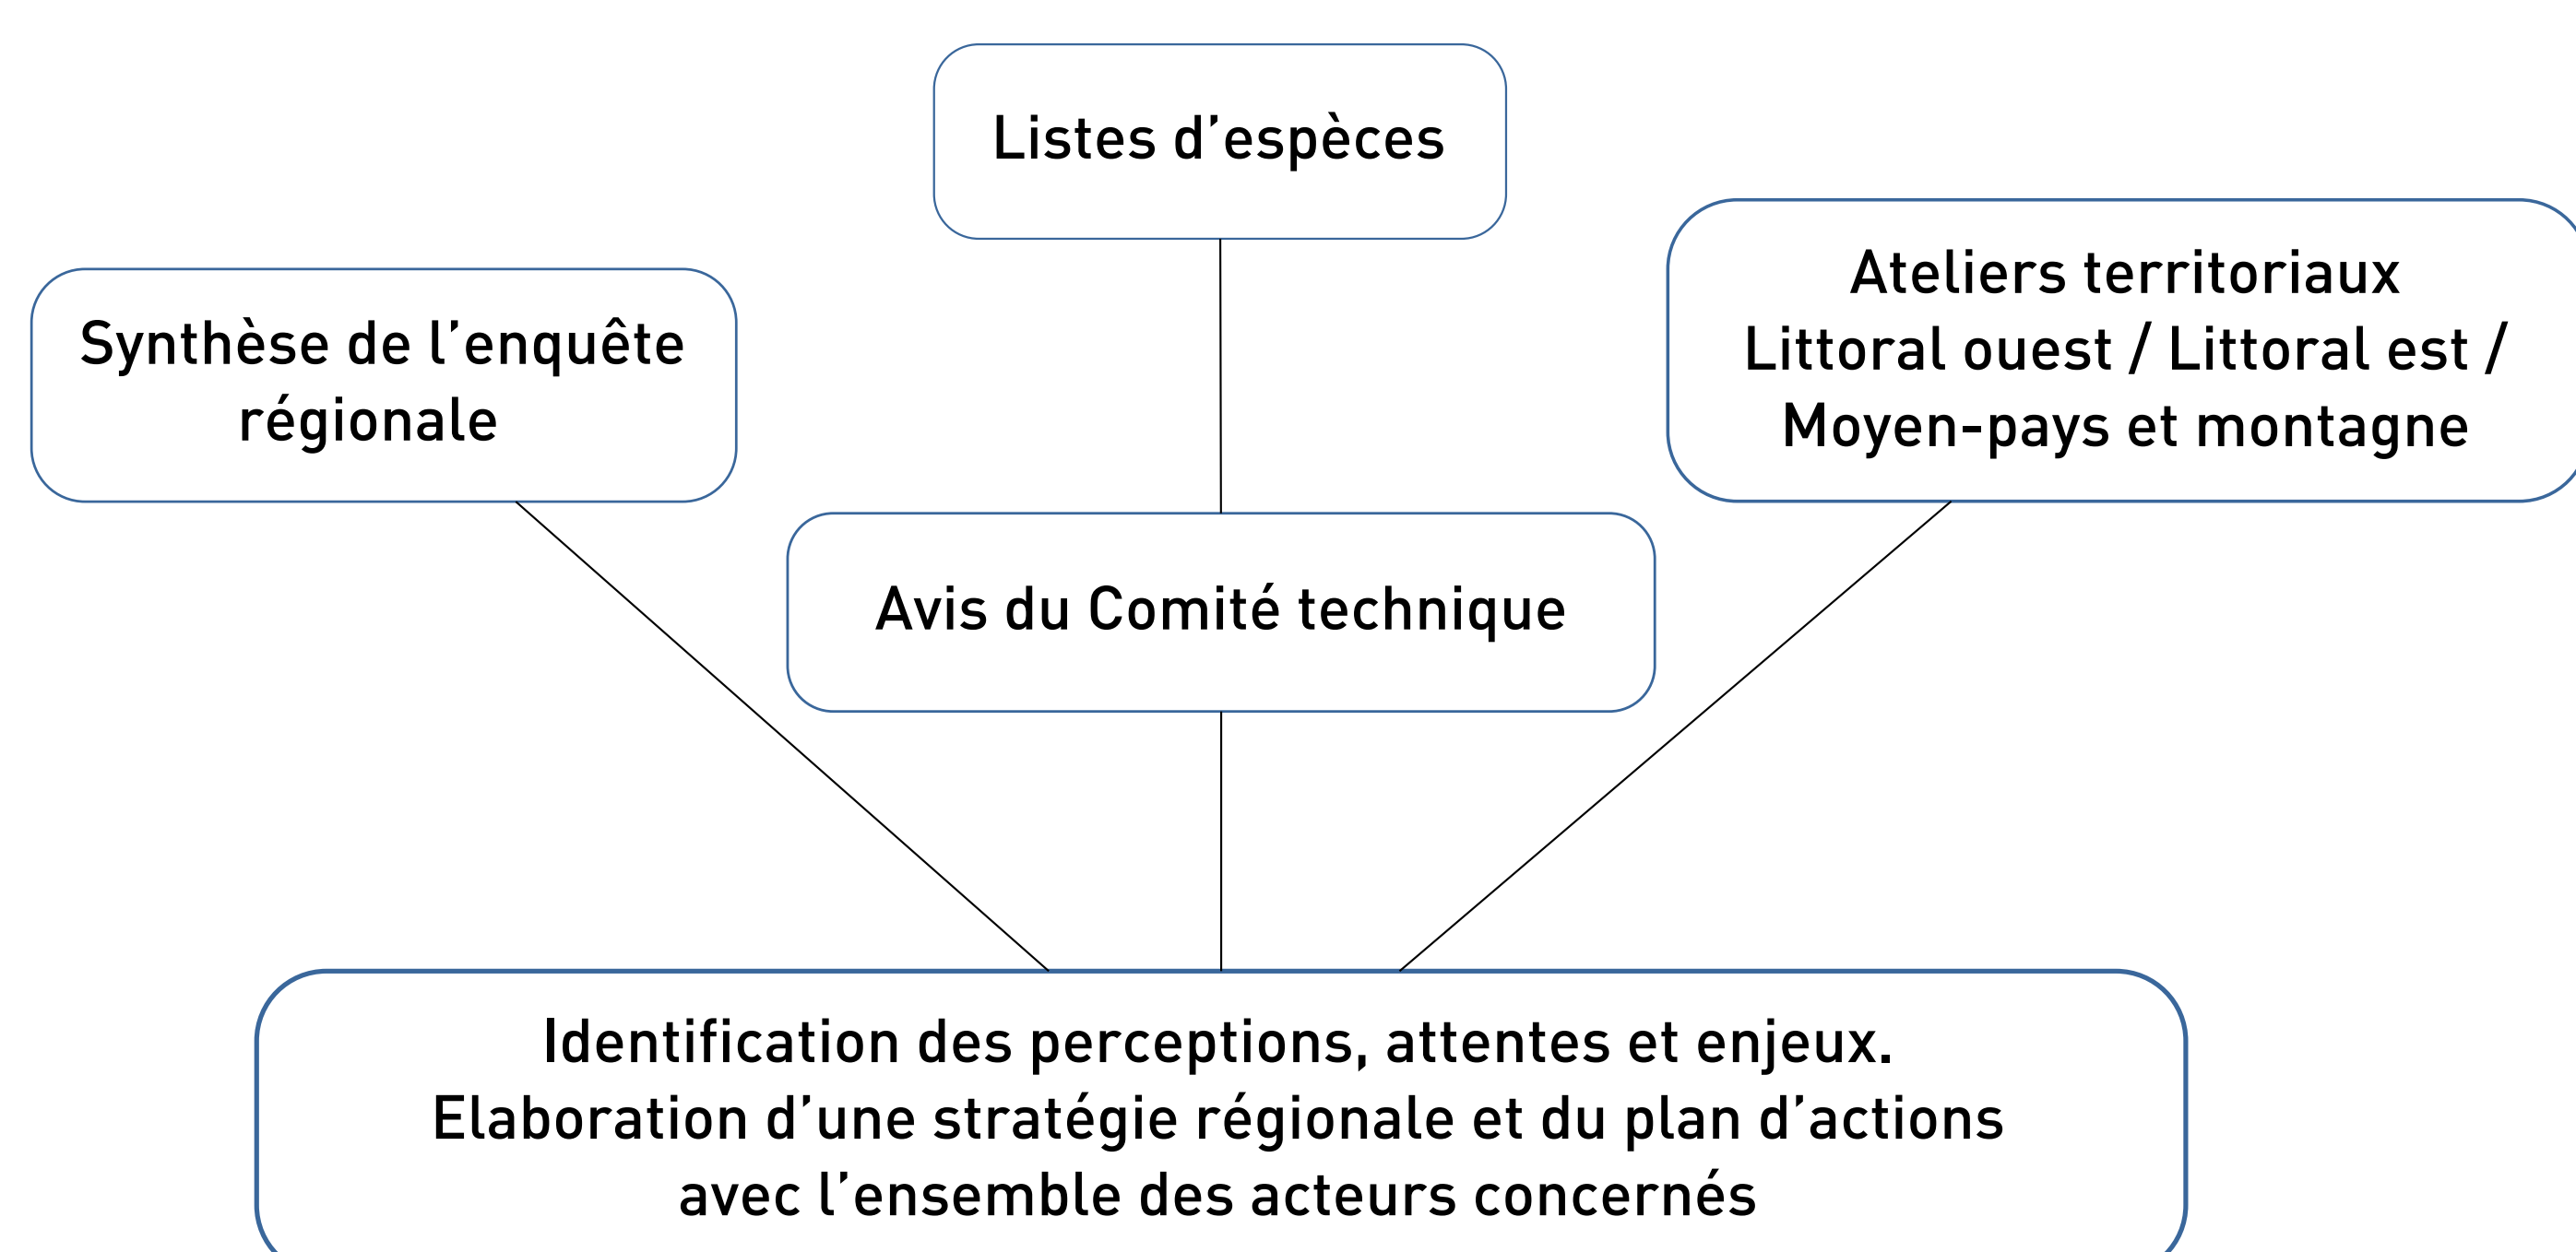 Listes d’espèces
Synthèse de l’enquête
régionale
Ateliers territoriaux
Littoral ouest / Littoral est /
Moyen-pays et montagne
Avis du Comité technique
Identification des perceptions, attentes et enjeux.
Elaboration d’une stratégie régionale et du plan d’actions
avec l’ensemble des acteurs concernés